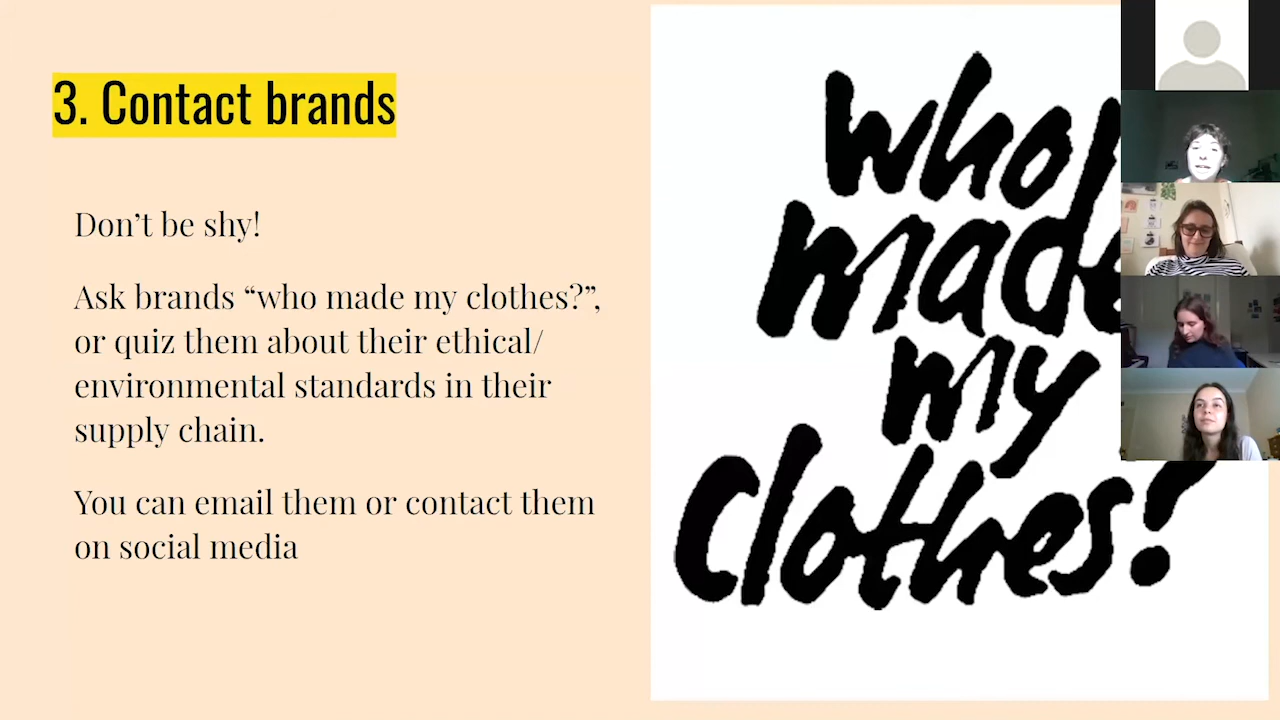 3. Contact brands
Don’t be shy!
Ask brands “who made my clothes?”,
or quiz them about their ethical/
environmental standards in their
supply chain.
You can email them or contact them
on social media
who
made
my
clothes?